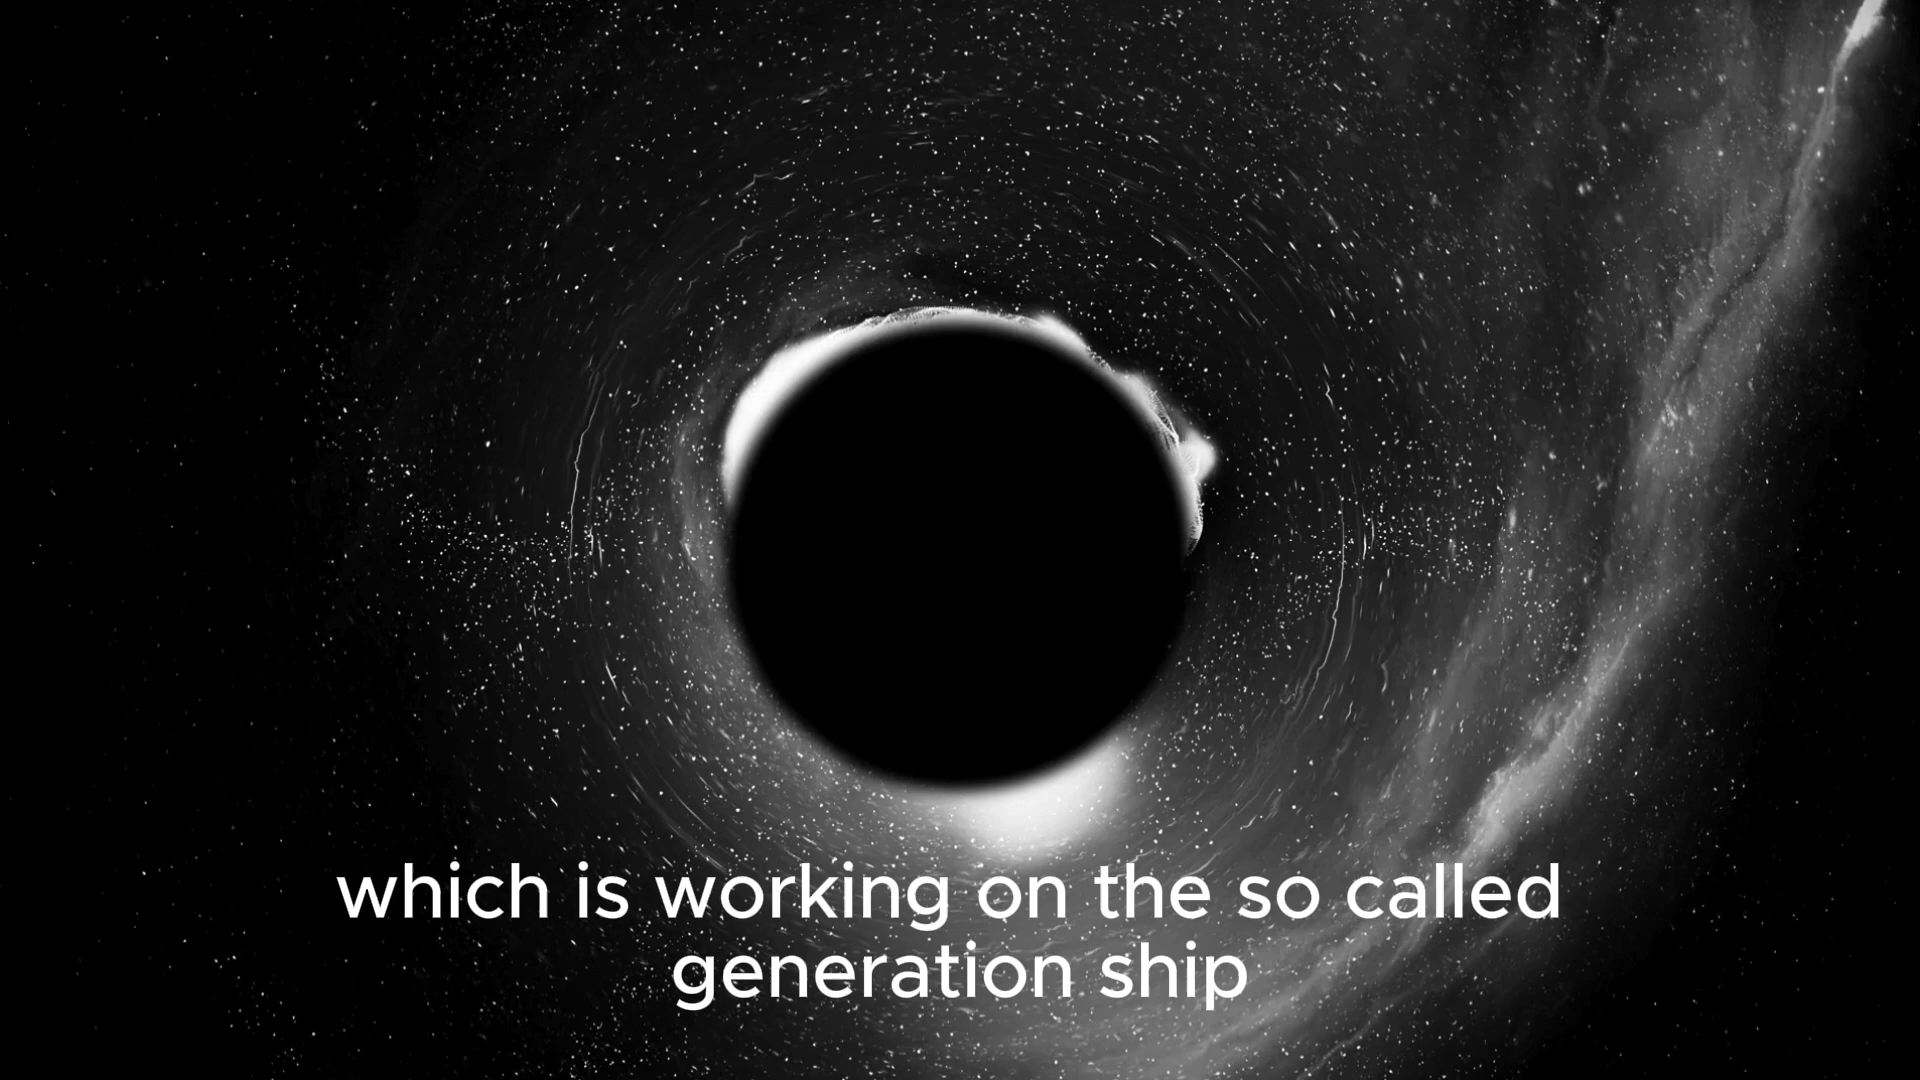 which is working on the so called
generation ship